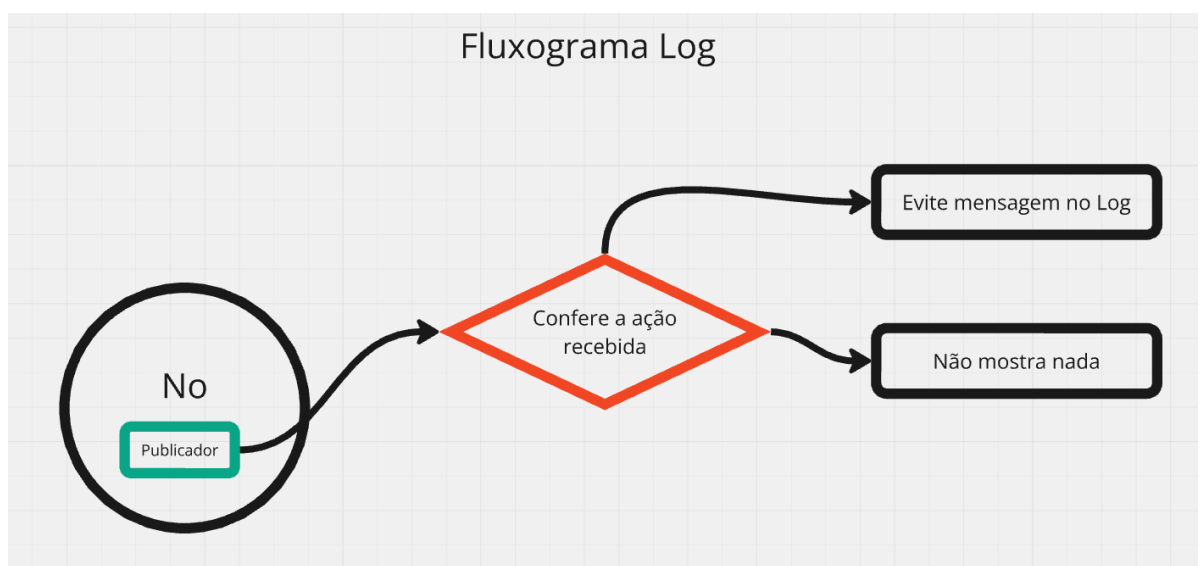 Fluxograma Log
Evite mensagem no Log
Confere a ação
recebida
Não mostra nada
No
Publicador